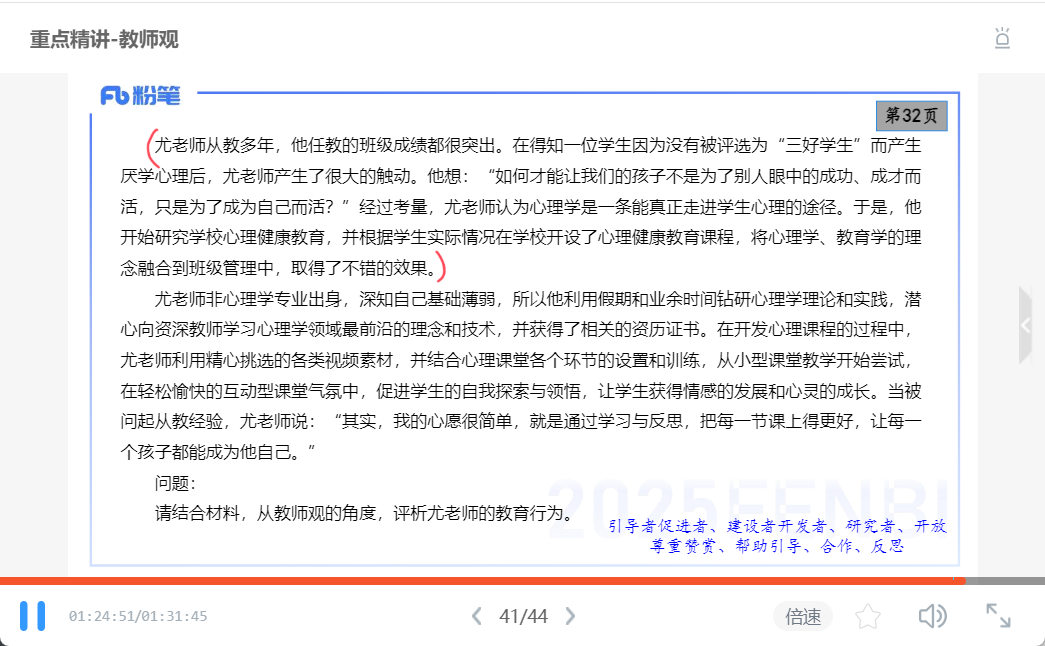 重点精讲-教师观
粉笔
第32页
尤老师从教多年，他任教的班级成绩都很突出。在得知一位学生因为没有被评选为“三好学生”而产生
厌学心理后，尤老师产生了很大的触动。他想：“如何才能让我们的孩子不是为了别人眼中的成功、成才而
活，只是为了成为自己而活？”经过考量，尤老师认为心理学是一条能真正走进学生心理的途径。于是，他
开始研究学校心理健康教育，并根据学生实际情况在学校开设了心理健康教育课程，将心理学、教育学的理
念融合到班级管理中，取得了不错的效果。
尤老师非心理学专业出身，深知自己基础薄弱，所以他利用假期和业余时间钻研心理学理论和实践，潜
心向资深教师学习心理学领域最前沿的理念和技术，并获得了相关的资历证书。在开发心理课程的过程中，
尤老师利用精心挑选的各类视频素材，并结合心理课堂各个环节的设置和训练，从小型课堂教学开始尝试，
在轻松愉快的互动型课堂气氛中，促进学生的自我探索与领悟，让学生获得情感的发展和心灵的成长。当被
问起从教经验，尤老师说：“其实，我的心愿很简单，就是通过学习与反思，把每一节课上得更好，让每一
个孩子都能成为他自己。”
问题：
请结合材料，从教师观的角度，评析尤老师的教育行为。
2025FENBI
引导者促进者、建设者开发者、研究者、开放
尊重赞赏、帮助引导、合作、反思
01:24:51/01:31:45
41/44
倍速